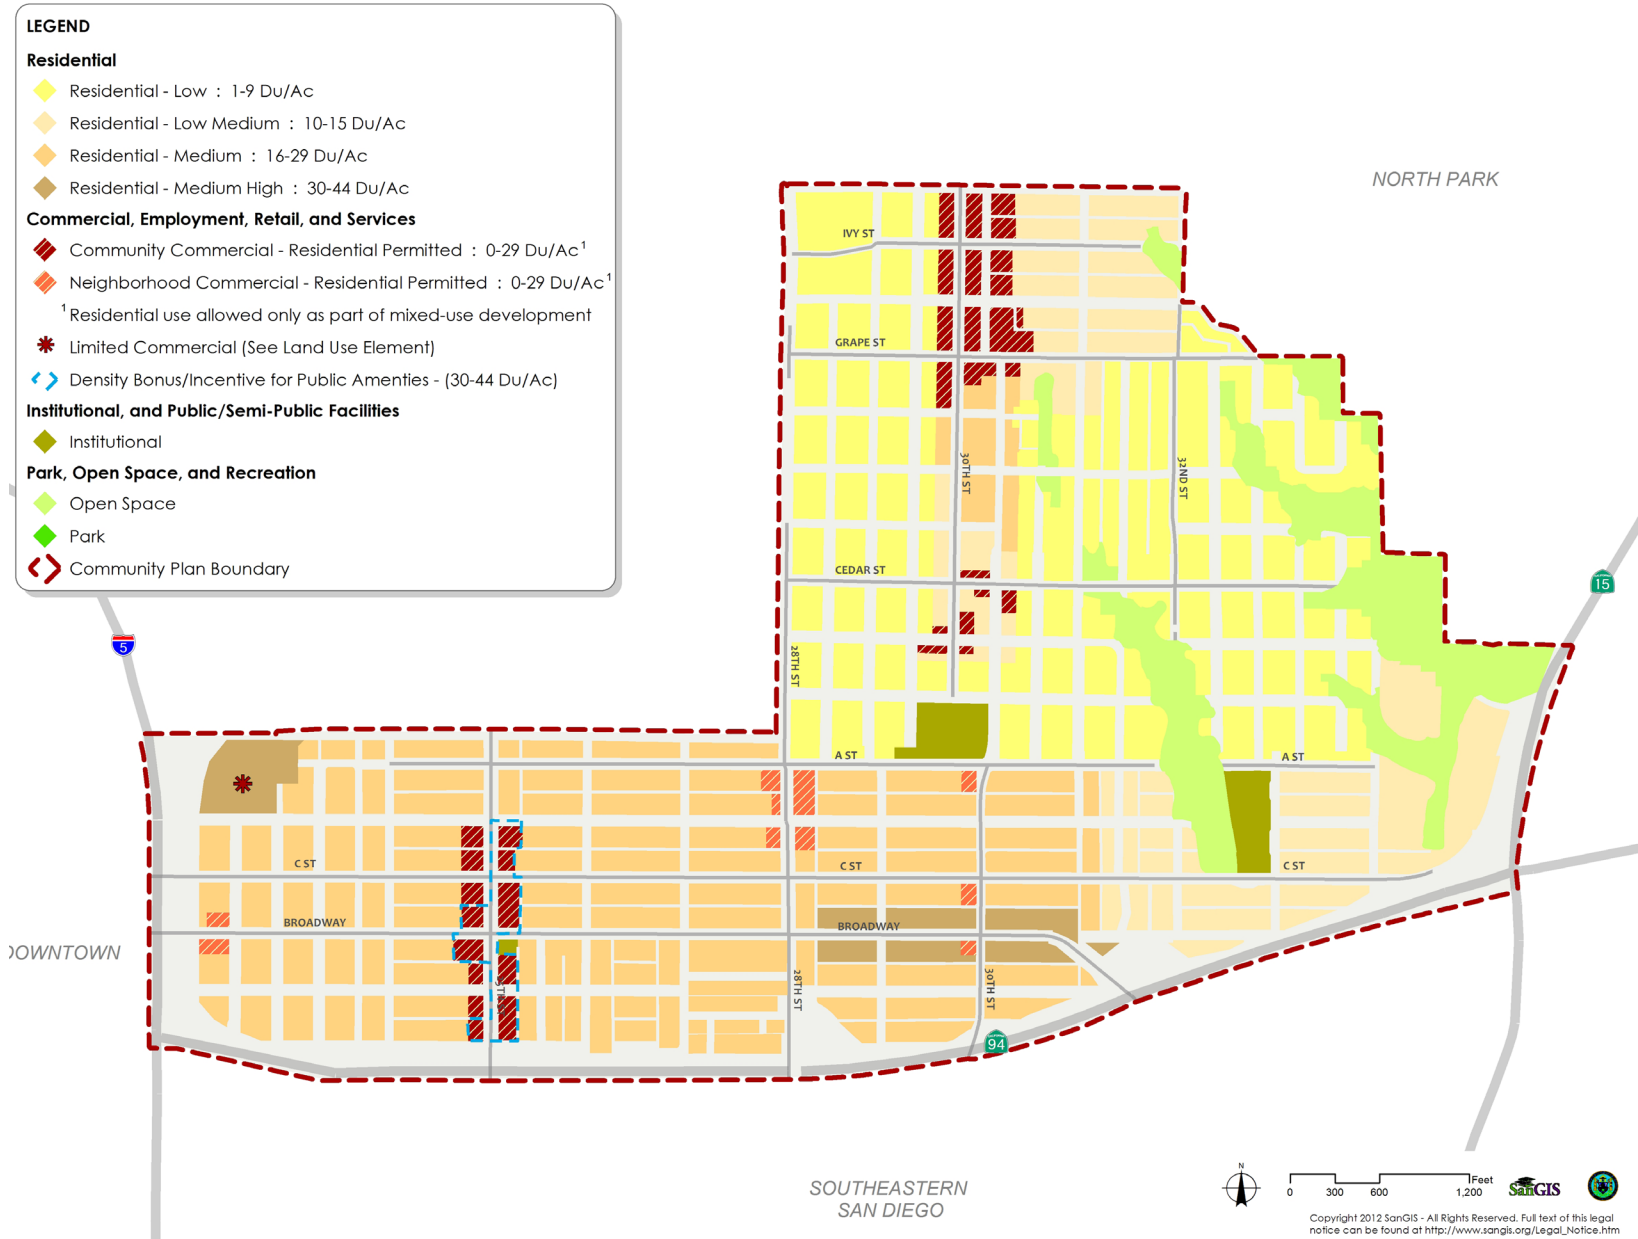 LEGEND
Residential
Residential - Low : 1-9 Du/Ac
Residential - Low Medium : 10-15 Du/Ac
Residential - Medium : 16-29 Du/Ac
Residential - Medium High : 30-44 Du/Ac
Commercial, Employment, Retail, and Services
Community Commercial - Residential Permitted : 0-29 Du/Ac¹
Neighborhood Commercial - Residential Permitted : 0-29 Du/Ac¹
¹Residential use allowed only as part of mixed-use development
Limited Commercial (See Land Use Element)
Density Bonus/Incentive for Public Amenties - (30-44 Du/Ac)
Institutional, and Public/Semi-Public Facilities
Institutional
Park, Open Space, and Recreation
Open Space
Park
Community Plan Boundary
NORTH PARK
IVY ST
GRAPE ST
30TH ST
32ND ST
CEDAR ST
15
5
28TH ST
A ST
A ST
C ST
C ST
C ST
BROADWAY
BROADWAY
DOWNTOWN
28TH ST
30TH ST
94
SOUTHEASTERN
SAN DIEGO
N
Feet
0 300 600 1,200
SanGIS
Copyright 2012 SanGIS - All Rights Reserved. Full text of this legal
notice can be found at http://www.sangis.org/Legal_Notice.htm